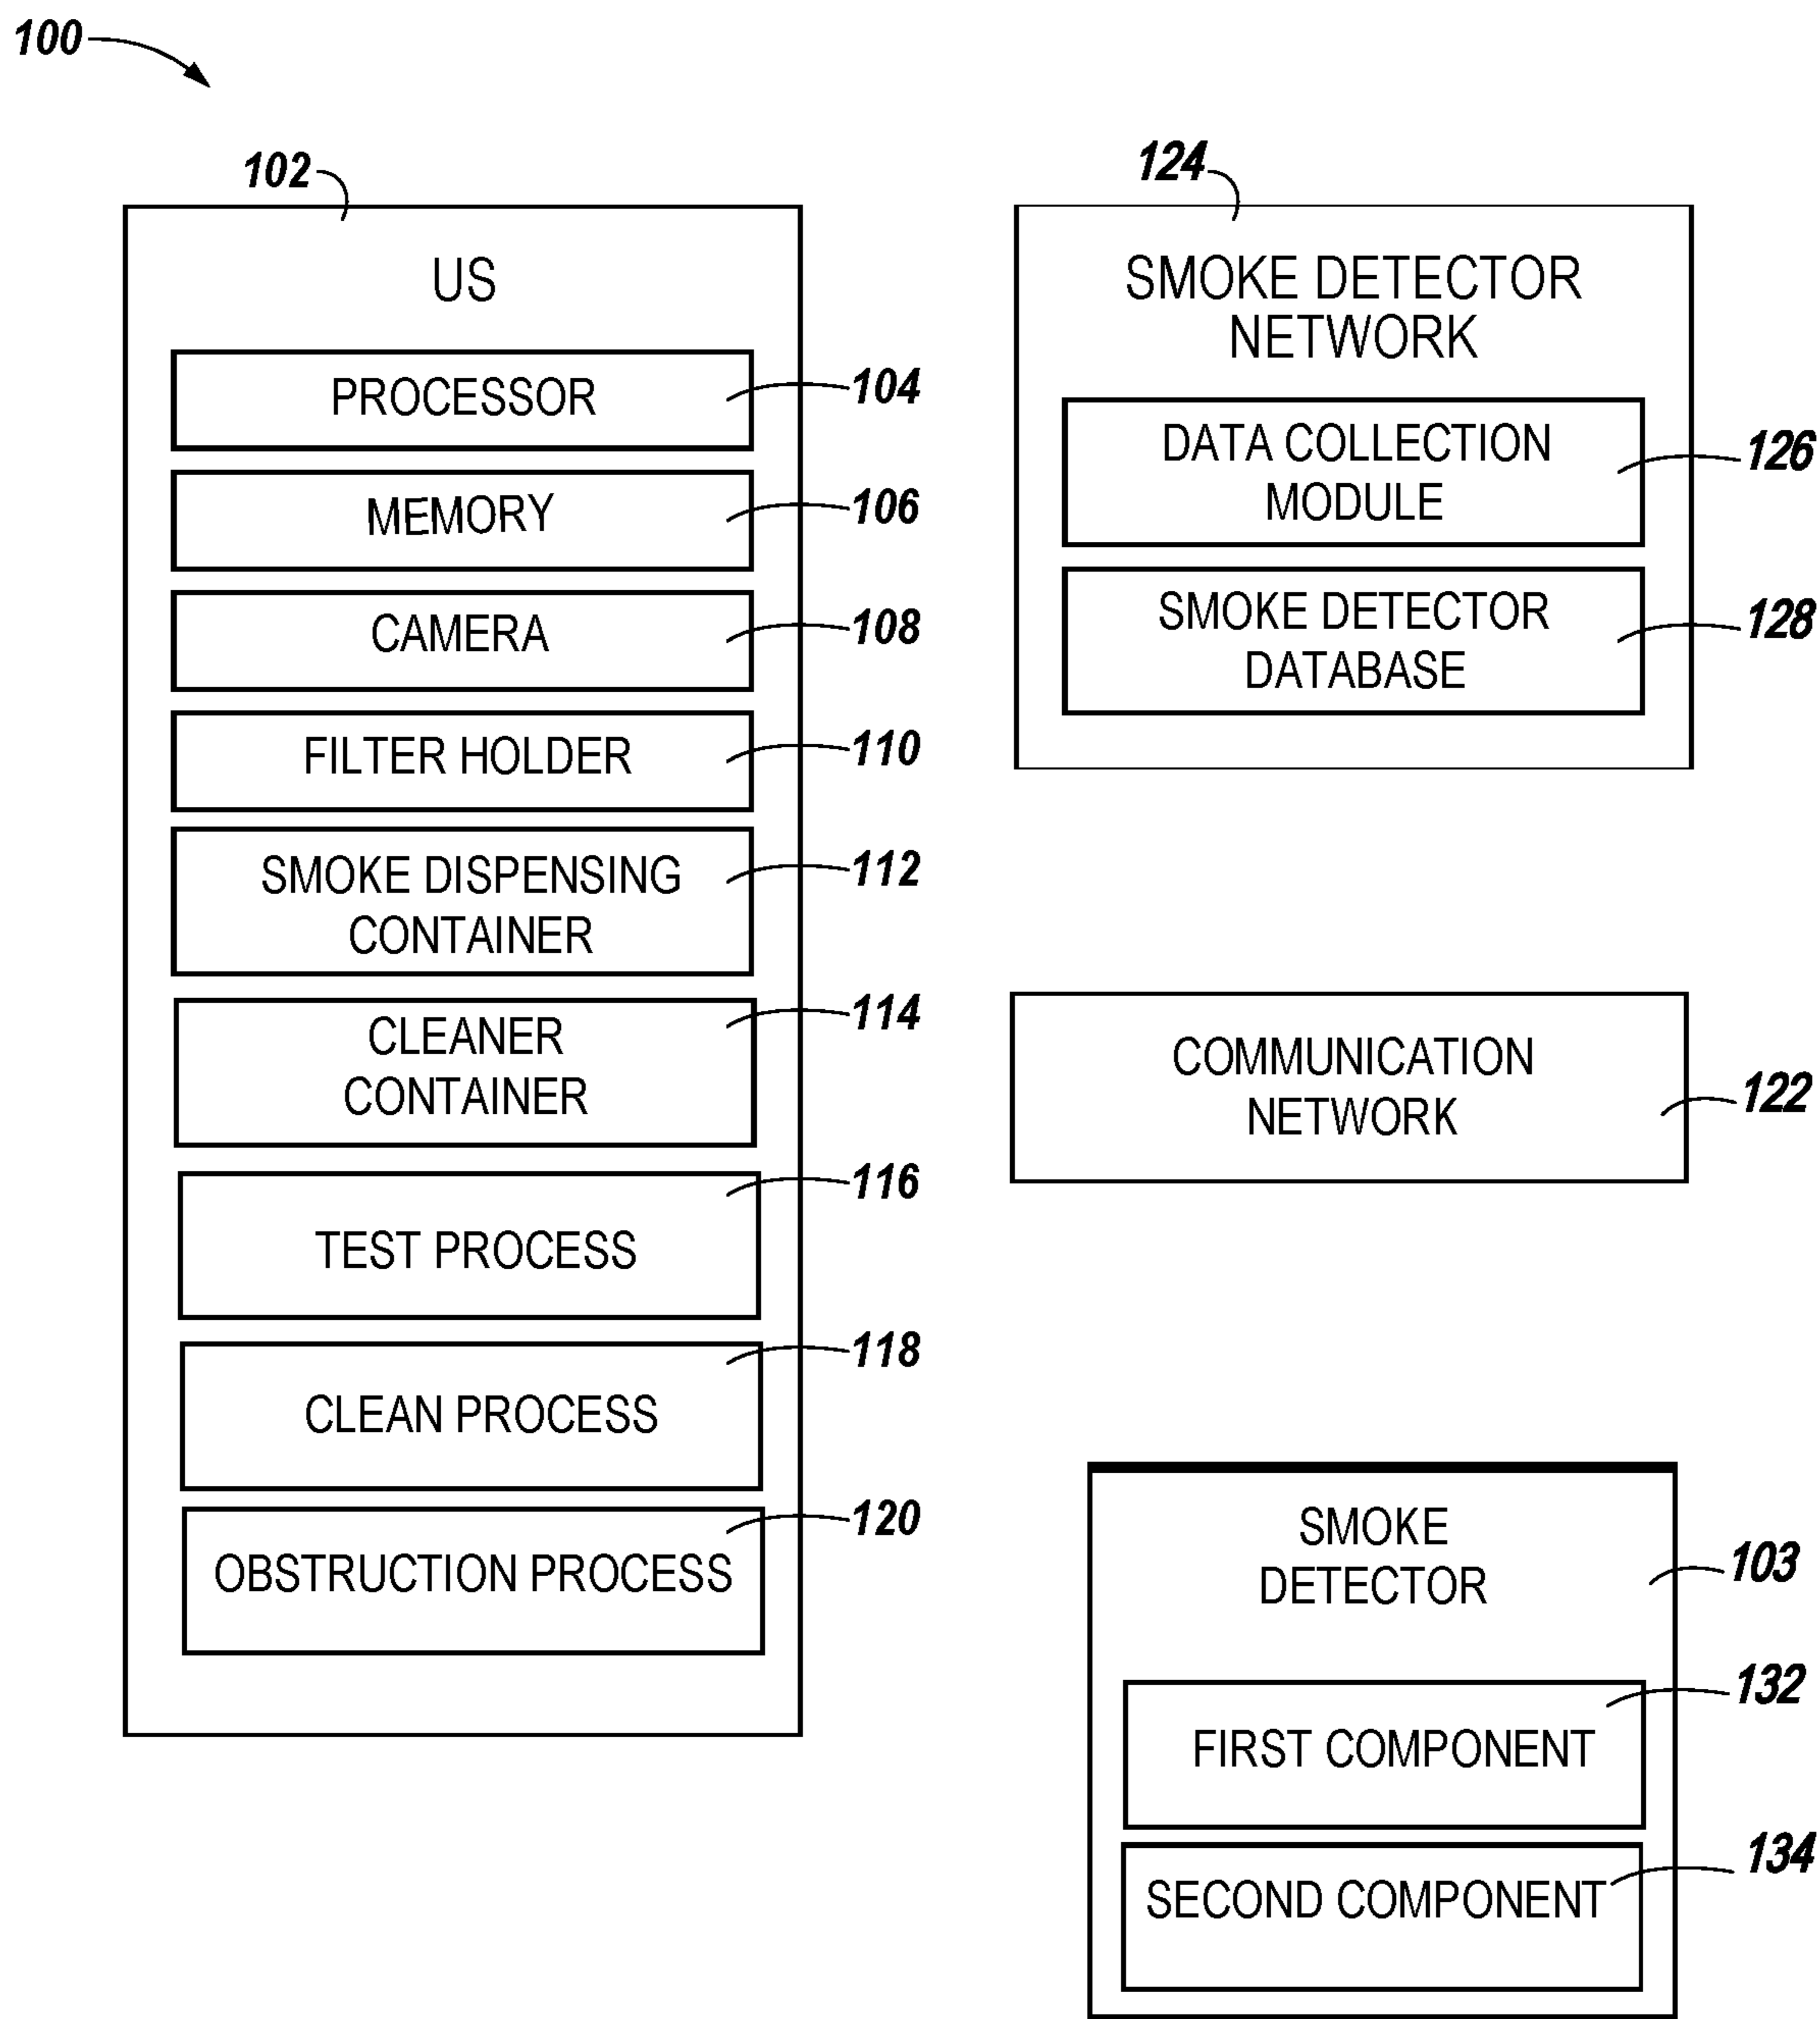 100
102
US
PROCESSOR
104
MEMORY
106
CAMERA
108
FILTER HOLDER
110
SMOKE DISPENSING
CONTAINER
112
CLEANER
CONTAINER
114
TEST PROCESS
116
CLEAN PROCESS
118
OBSTRUCTION PROCESS
120
124
SMOKE DETECTOR
NETWORK
DATA COLLECTION
MODULE
126
SMOKE DETECTOR
DATABASE
128
COMMUNICATION
NETWORK
122
SMOKE
DETECTOR
103
FIRST COMPONENT
132
SECOND COMPONENT
134